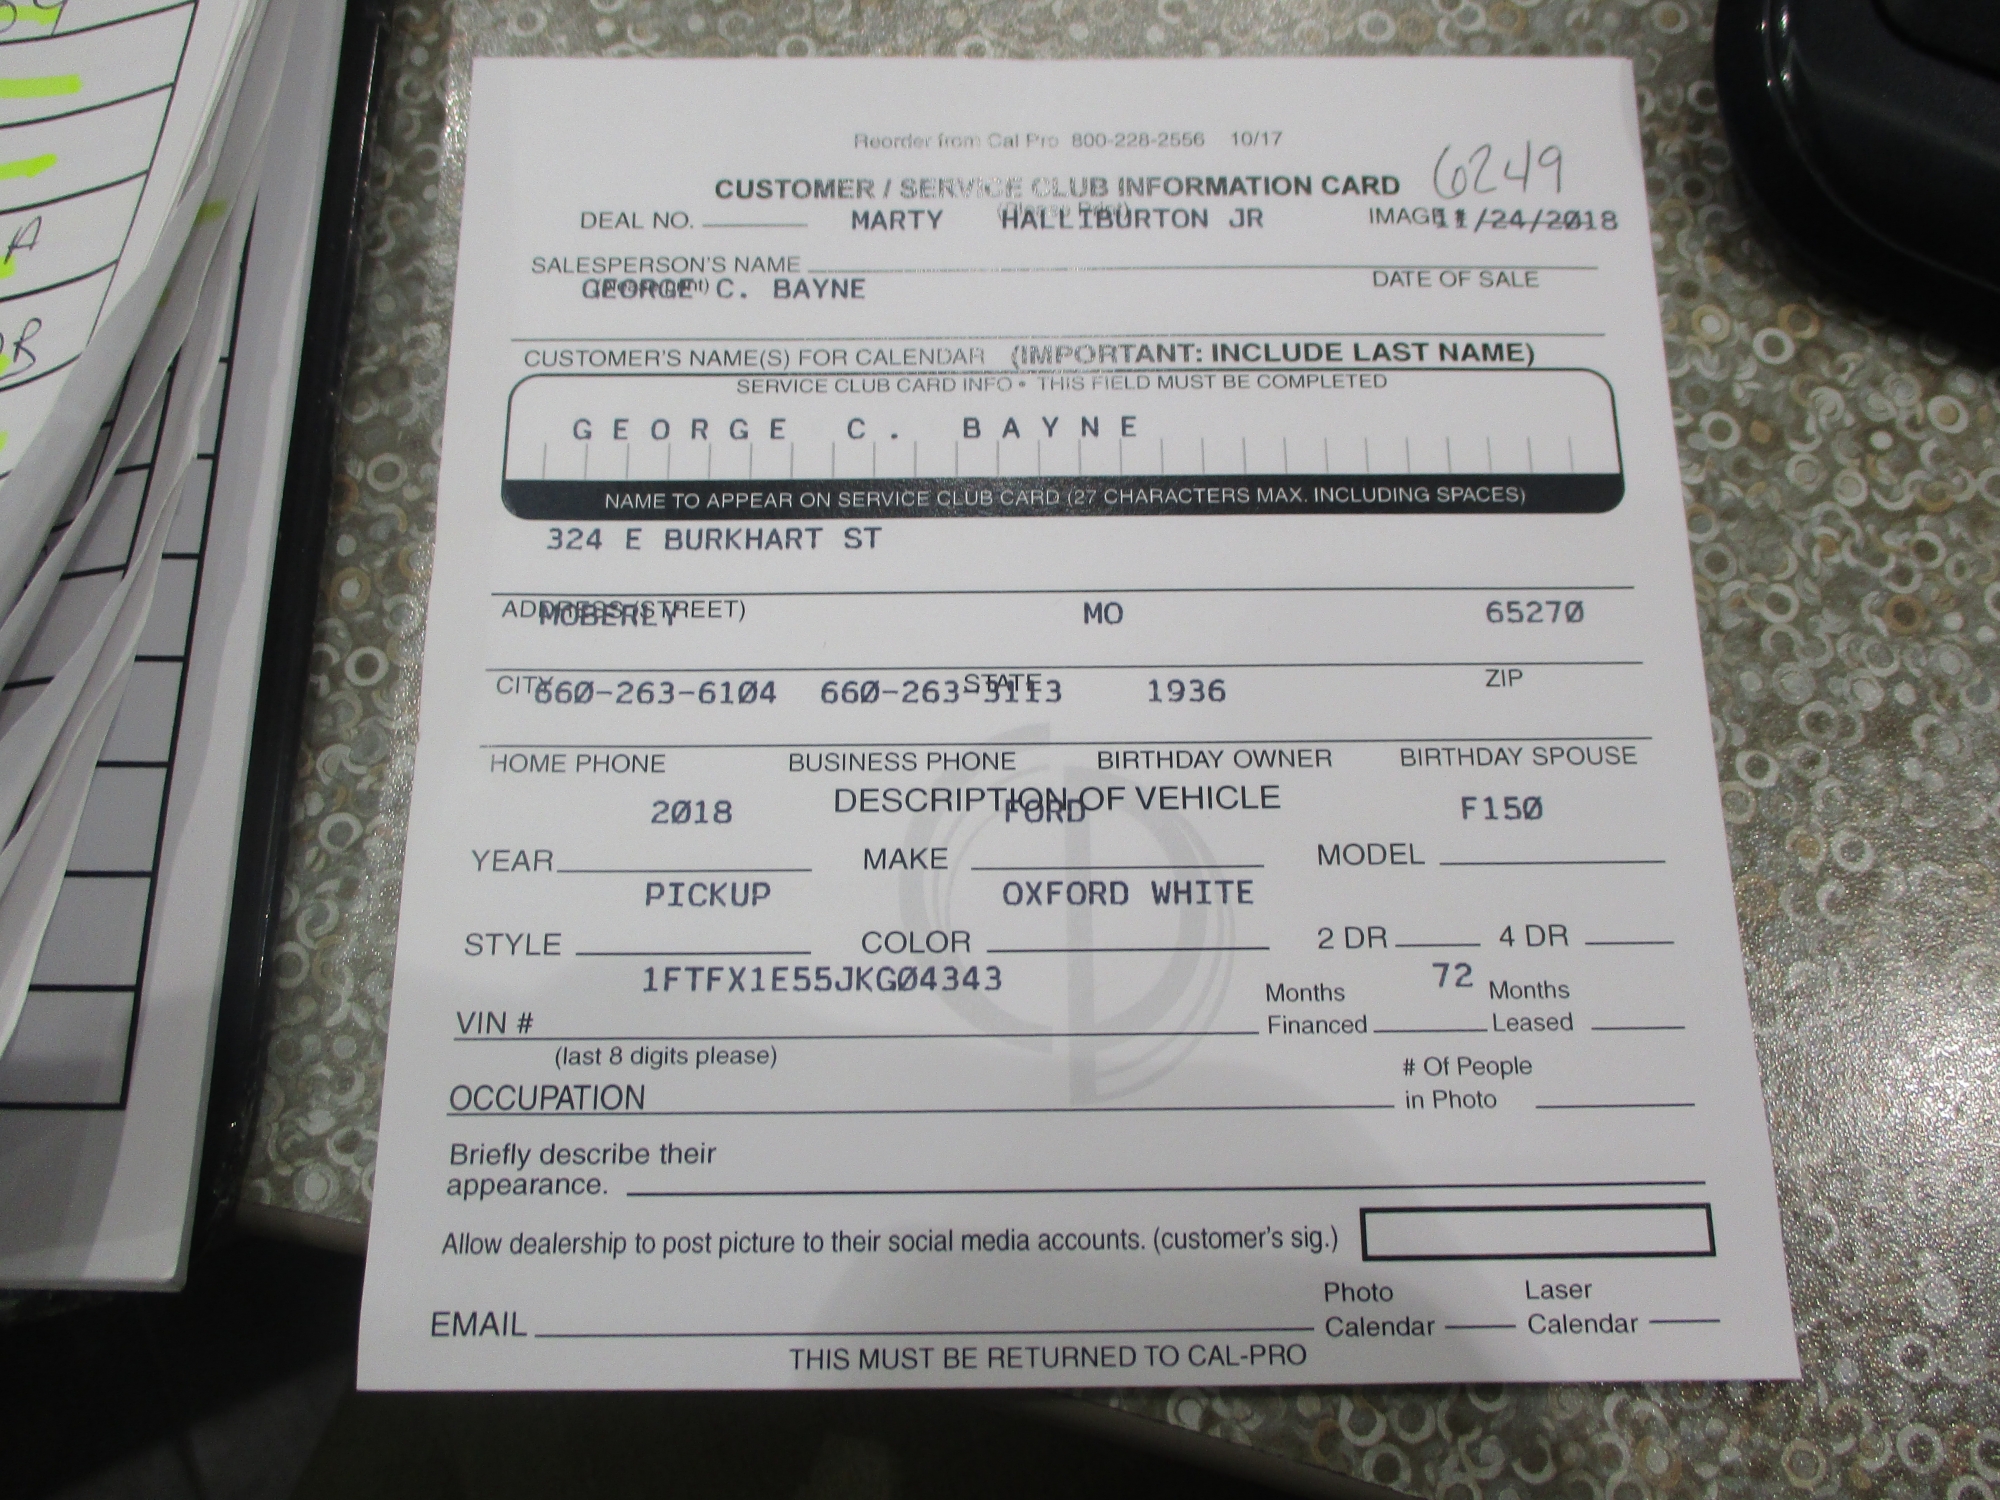 Reorder from Cal Pro 800-228-2556 10/17
CUSTOMER / SERVICE CLUB INFORMATION CARD 6249
(Please Print)
DEAL NO. MARTY HALLIBURTON JR IMAGE # 11/24/2018
SALESPERSON'S NAME DATE OF SALE
GEORGE C. BAYNE
CUSTOMER'S NAME(S) FOR CALENDAR (IMPORTANT: INCLUDE LAST NAME)
SERVICE CLUB CARD INFO • THIS FIELD MUST BE COMPLETED
GEORGE C. BAYNE
NAME TO APPEAR ON SERVICE CLUB CARD (27 CHARACTERS MAX. INCLUDING SPACES)
324 E BURKHART ST
ADDRESS (STREET)
MOBERLY MO 65270
CITY STATE ZIP
660-263-6104 660-263-3113 1936
HOME PHONE BUSINESS PHONE BIRTHDAY OWNER BIRTHDAY SPOUSE
DESCRIPTION OF VEHICLE
2018 FORD F150
YEAR MAKE MODEL
PICKUP OXFORD WHITE
STYLE COLOR 2 DR 4 DR
1FTFX1E55JKG04343 72
VIN # Months Financed Months Leased
(last 8 digits please)
OCCUPATION # Of People in Photo
Briefly describe their
appearance.
Allow dealership to post picture to their social media accounts. (customer's sig.)
EMAIL Photo Calendar Laser Calendar
THIS MUST BE RETURNED TO CAL-PRO